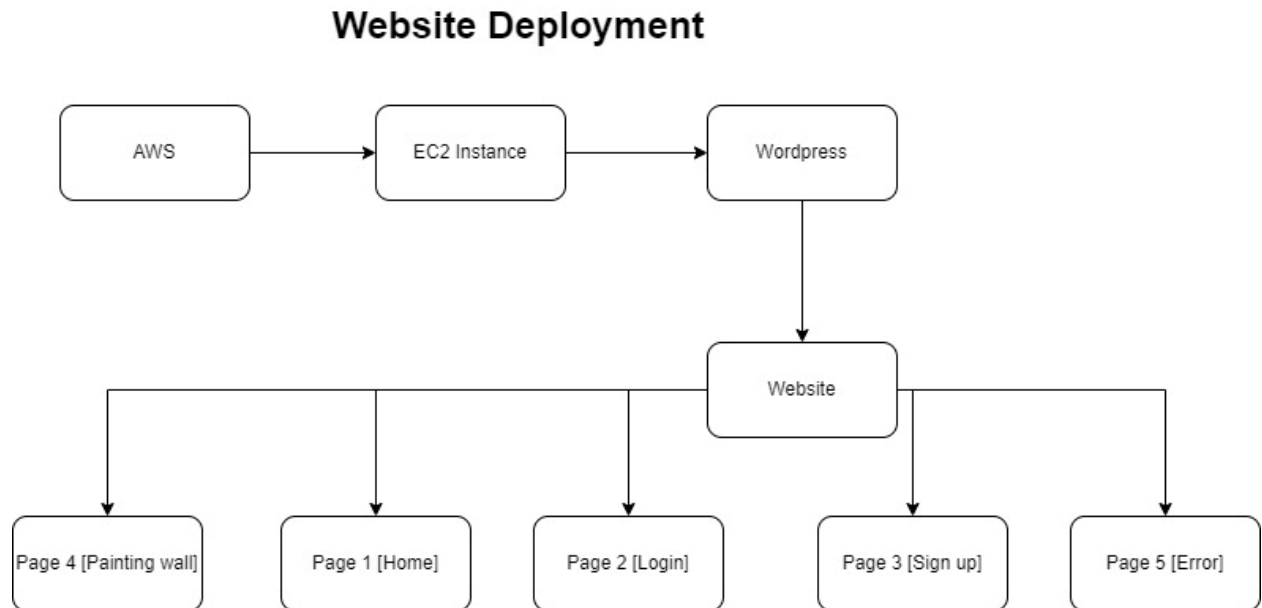 Website Deployment
AWS
EC2 Instance
Wordpress
Website
Page 4 [Painting wall]
Page 1 [Home]
Page 2 [Login]
Page 3 [Sign up]
Page 5 [Error]